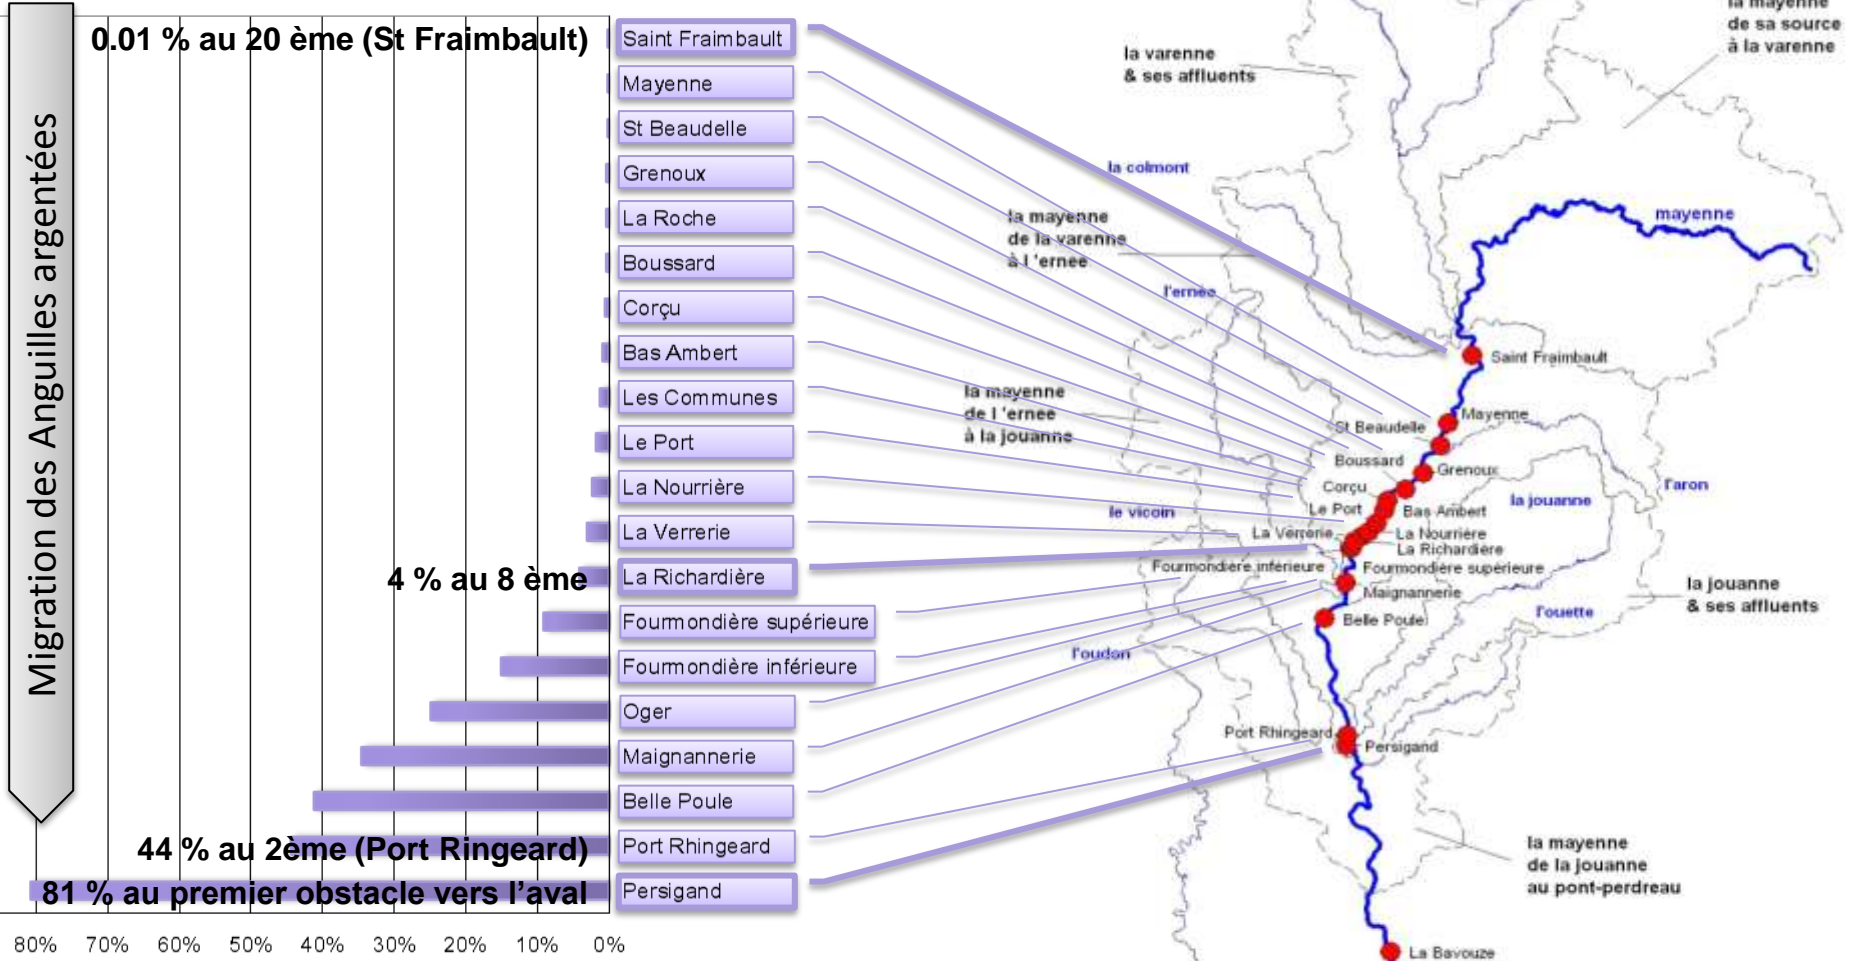 Migration des Anguilles argentées
0.01 % au 20 ème (St Fraimbault)
4 % au 8 ème
44 % au 2ème (Port Ringeard)
81 % au premier obstacle vers l'aval
Saint Fraimbault
Mayenne
St Beaudelle
Grenoux
La Roche
Boussard
Corçu
Bas Ambert
Les Communes
Le Port
La Nourrière
La Verrerie
La Richardière
Fourmondière supérieure
Fourmondière inférieure
Oger
Maignannerie
Belle Poule
Port Rhingeard
Persigand
80% 70% 60% 50% 40% 30% 20% 10% 0%
la mayenne
de sa source
à la varenne
la varenne
& ses affluents
la colmont
mayenne
la mayenne
de la varenne
à l 'ernee
l'ernée
Saint Fraimbault
la mayenne
de l 'ernee
à la jouanne
Mayenne
St Beaudelle
Boussard
Grenoux
Corçu
l'aron
la jouanne
Le Port
Bas Ambert
le vicoin
La Verrerie
La Nourrière
La Richardière
Fourmondière inférieure
Fourmondière supérieure
Maignannerie
la jouanne
& ses affluents
l'ouette
Belle Poule
l'oudon
Port Rhingeard
Persigand
la mayenne
de la jouanne
au pont-perdreau
La Bavouze